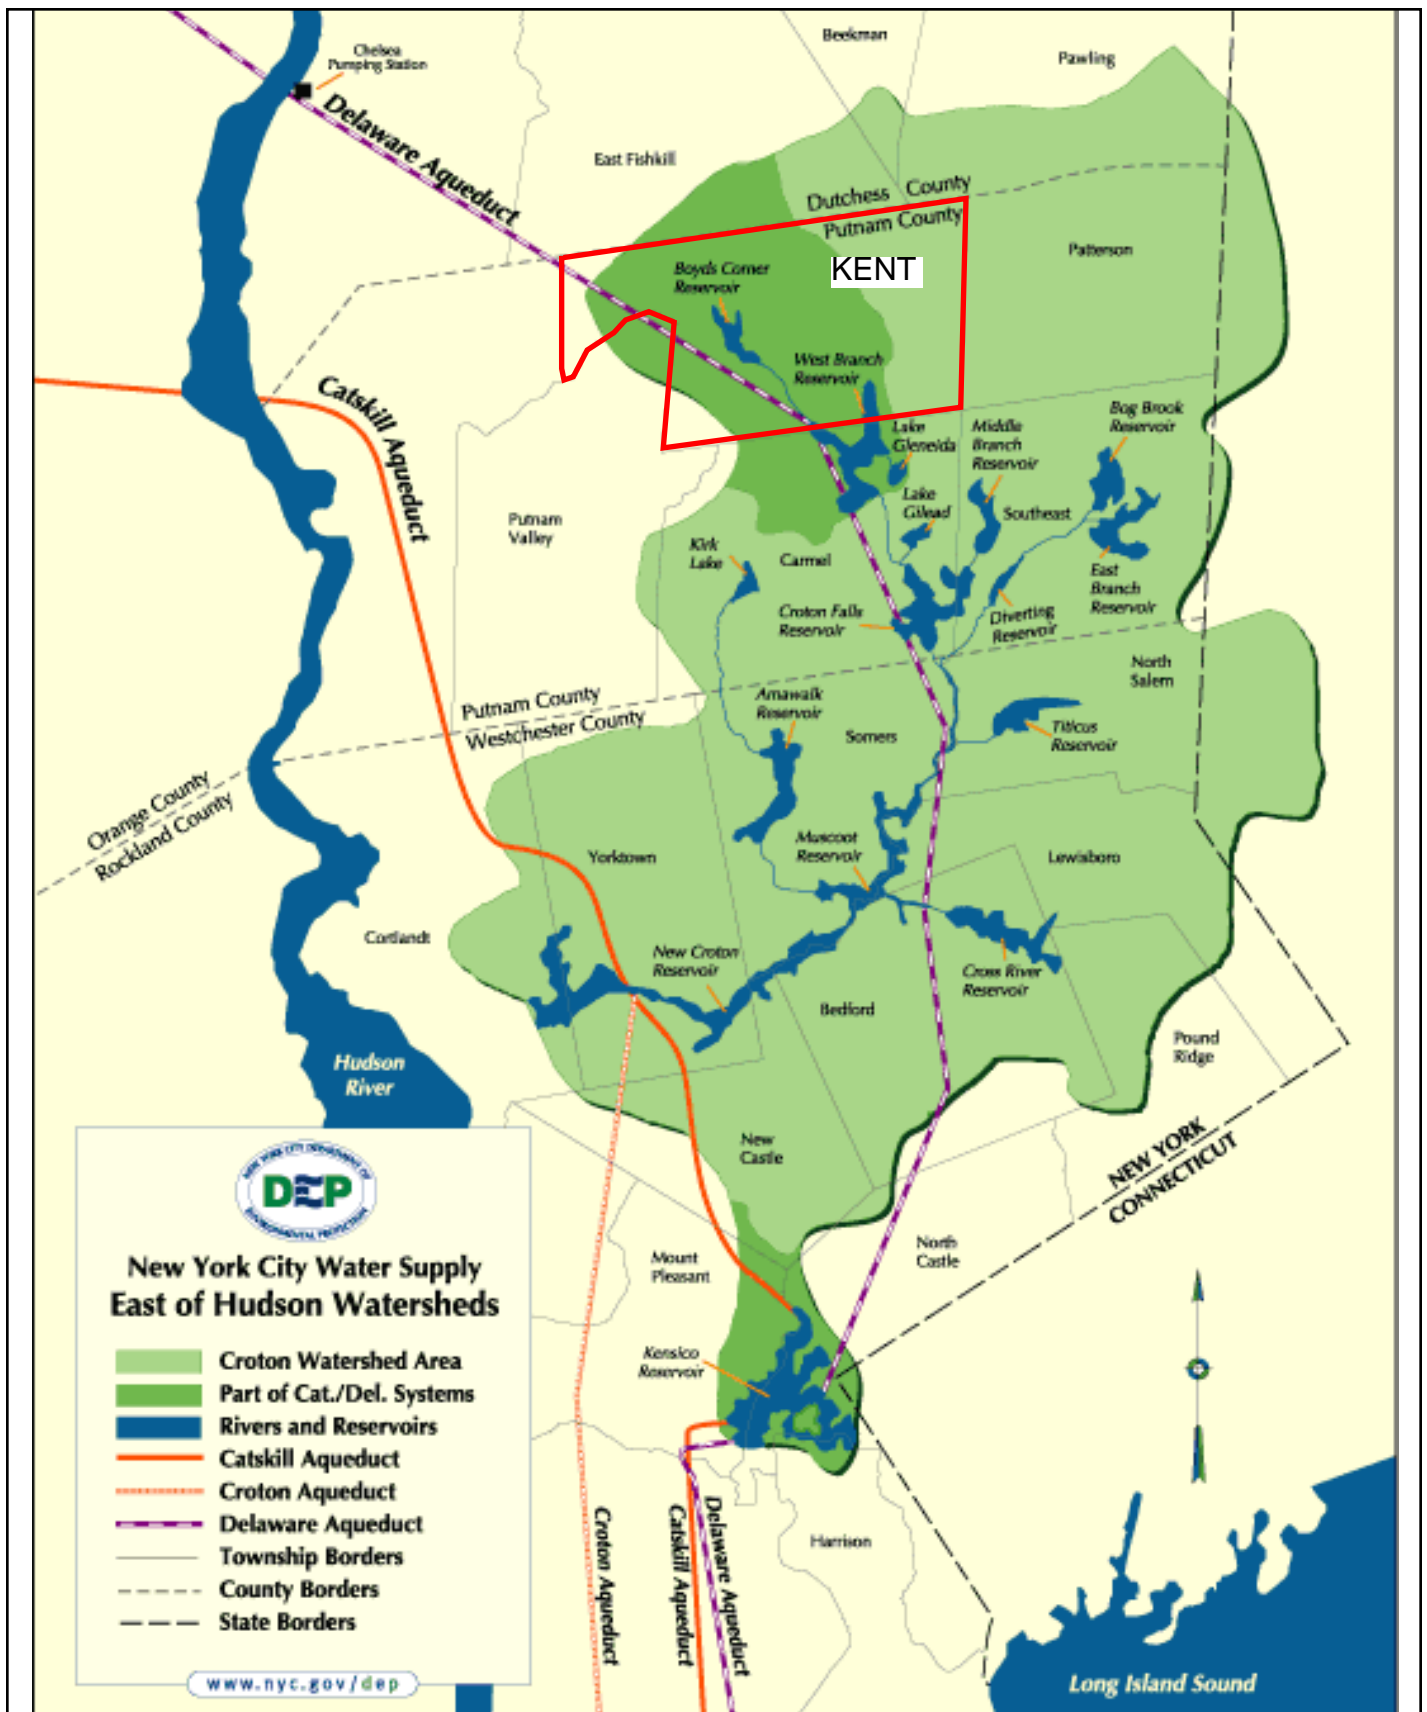 Beekman
Pawling
Chelsea
Pumping Station
Delaware Aqueduct
East Fishkill
Dutchess County
Putnam County
Patterson
KENT
Boyds Corner
Reservoir
West Branch
Reservoir
Catskill Aqueduct
Lake
Gleneida
Middle
Branch
Reservoir
Bog Brook
Reservoir
Lake
Gilead
Southeast
Putnam
Valley
Kirk
Lake
Carmel
East
Branch
Reservoir
Croton Falls
Reservoir
Diverting
Reservoir
North
Salem
Putnam County
Westchester County
Amawalk
Reservoir
Somers
Titicus
Reservoir
Orange County
Rockland County
Muscoot
Reservoir
Yorktown
Lewisboro
Cortlandt
New Croton
Reservoir
Cross River
Reservoir
Bedford
Pound
Ridge
Hudson
River
New
Castle
NEW YORK
CONNECTICUT
North
Castle
Mount
Pleasant
Kensico
Reservoir
NEW YORK CITY DEPARTMENT OF
DEP
ENVIRONMENTAL PROTECTION
New York City Water Supply
East of Hudson Watersheds
Croton Watershed Area
Part of Cat./Del. Systems
Rivers and Reservoirs
Catskill Aqueduct
Croton Aqueduct
Delaware Aqueduct
Township Borders
County Borders
State Borders
www.nyc.gov/dep
Croton Aqueduct
Catskill Aqueduct
Delaware Aqueduct
Harrison
Long Island Sound